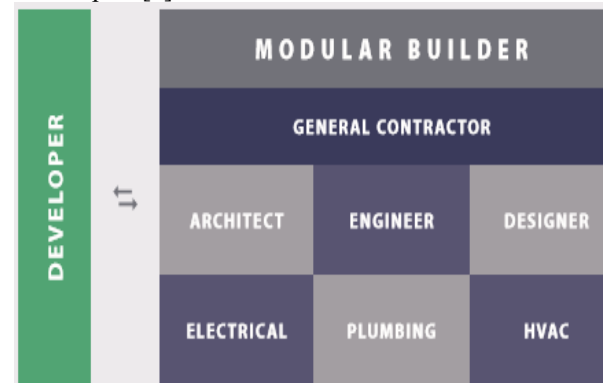 MODULAR BUILDER
GENERAL CONTRACTOR
DEVELOPER
ARCHITECT ENGINEER DESIGNER
ELECTRICAL PLUMBING HVAC